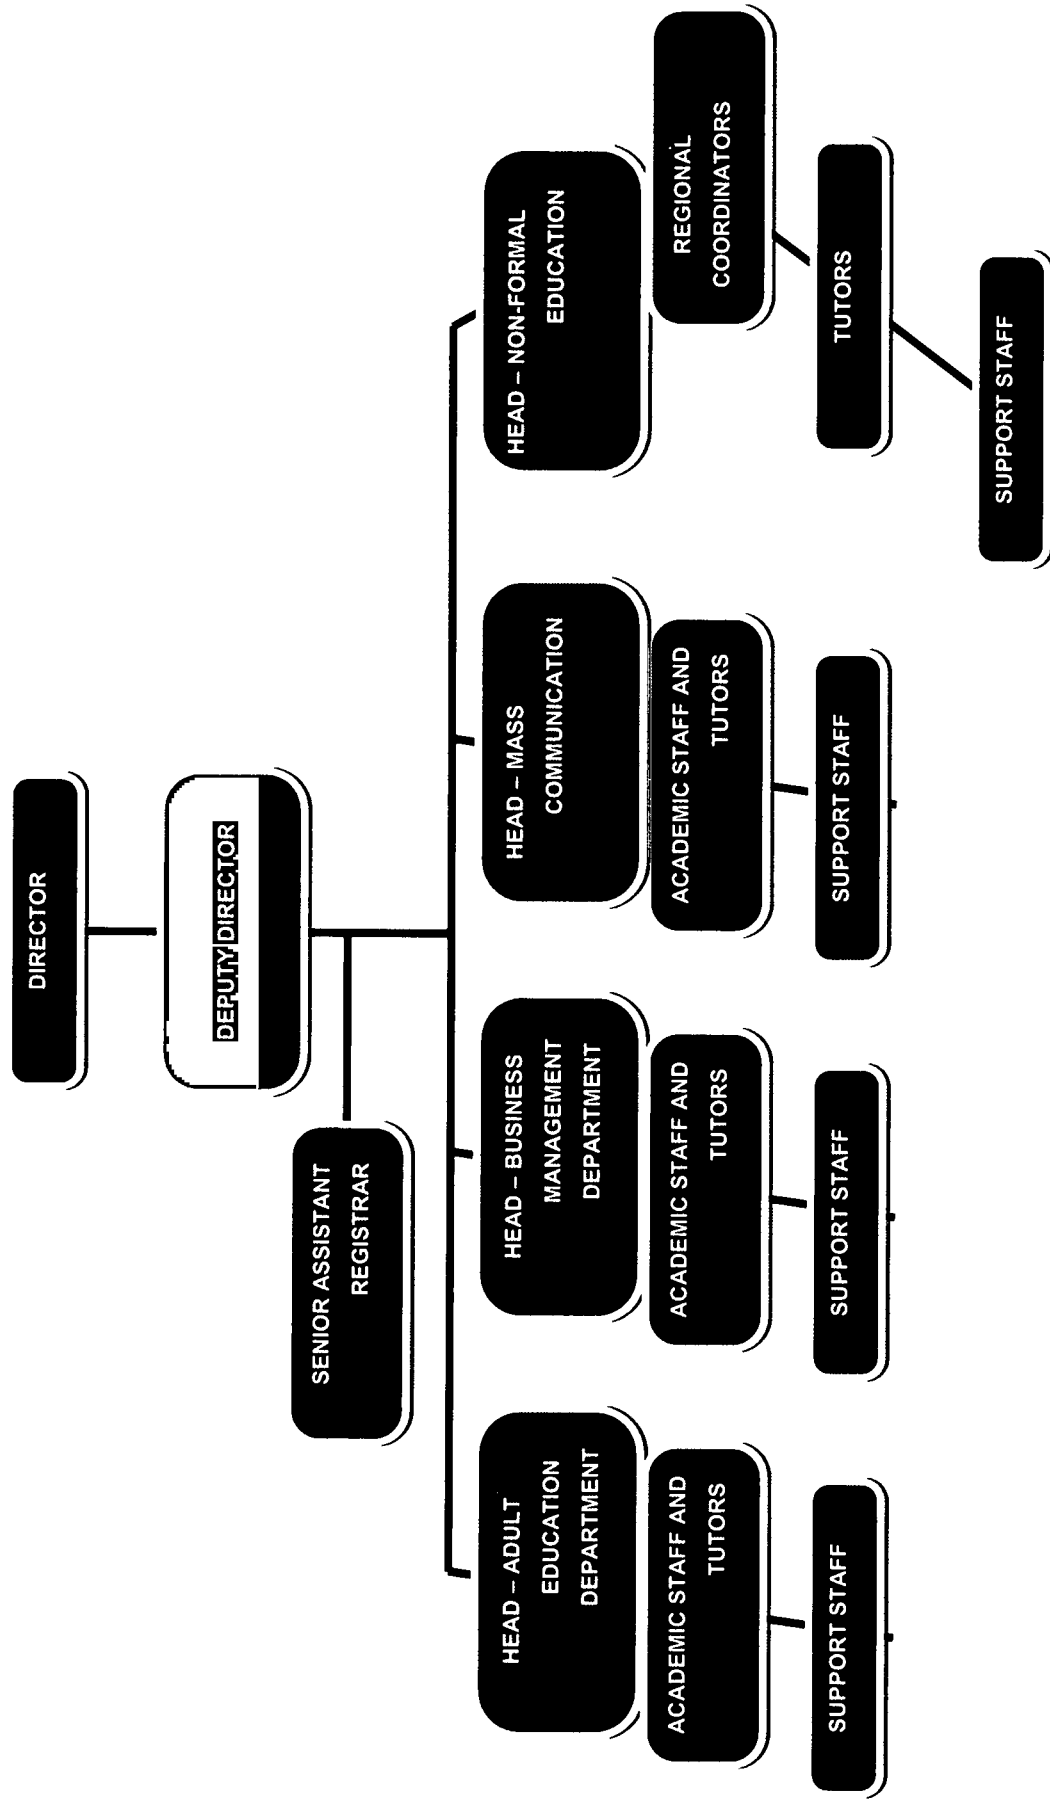 DIRECTOR
DEPUTY DIRECTOR
SENIOR ASSISTANT
REGISTRAR
HEAD – ADULT
EDUCATION
DEPARTMENT
HEAD – BUSINESS
MANAGEMENT
DEPARTMENT
HEAD – MASS
COMMUNICATION
HEAD – NON-FORMAL
EDUCATION
ACADEMIC STAFF AND
TUTORS
ACADEMIC STAFF AND
TUTORS
ACADEMIC STAFF AND
TUTORS
REGIONAL
COORDINATORS
SUPPORT STAFF
SUPPORT STAFF
SUPPORT STAFF
TUTORS
SUPPORT STAFF